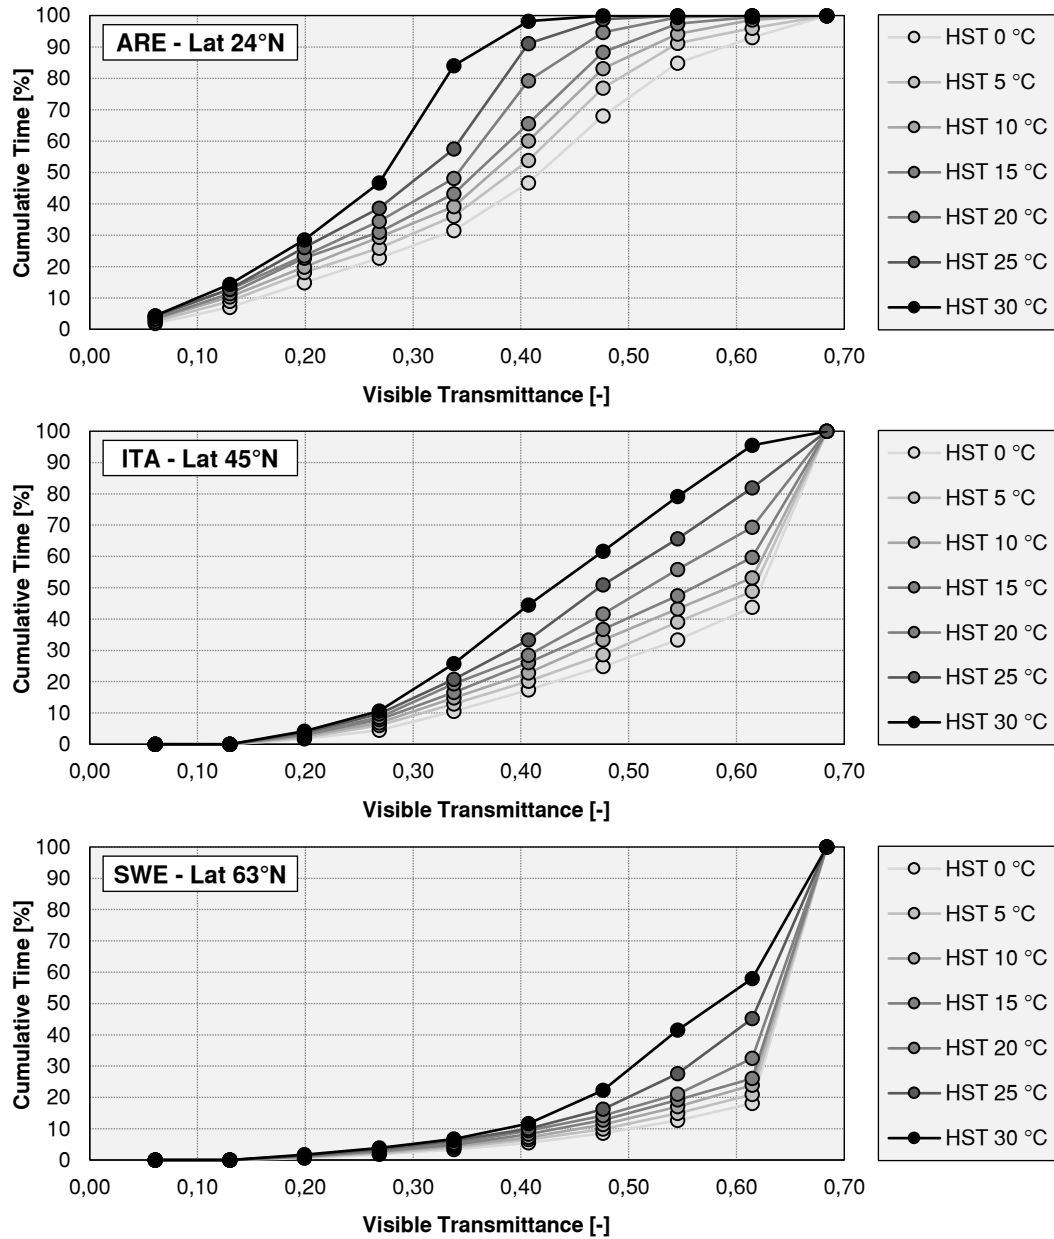 ARE - Lat 24°N
Cumulative Time [%]
100
90
80
70
60
50
40
30
20
10
0
0,00 0,10 0,20 0,30 0,40 0,50 0,60 0,70
Visible Transmittance [-]
HST 0 °C
HST 5 °C
HST 10 °C
HST 15 °C
HST 20 °C
HST 25 °C
HST 30 °C
ITA - Lat 45°N
Cumulative Time [%]
100
90
80
70
60
50
40
30
20
10
0
0,00 0,10 0,20 0,30 0,40 0,50 0,60 0,70
Visible Transmittance [-]
HST 0 °C
HST 5 °C
HST 10 °C
HST 15 °C
HST 20 °C
HST 25 °C
HST 30 °C
SWE - Lat 63°N
Cumulative Time [%]
100
90
80
70
60
50
40
30
20
10
0
0,00 0,10 0,20 0,30 0,40 0,50 0,60 0,70
Visible Transmittance [-]
HST 0 °C
HST 5 °C
HST 10 °C
HST 15 °C
HST 20 °C
HST 25 °C
HST 30 °C